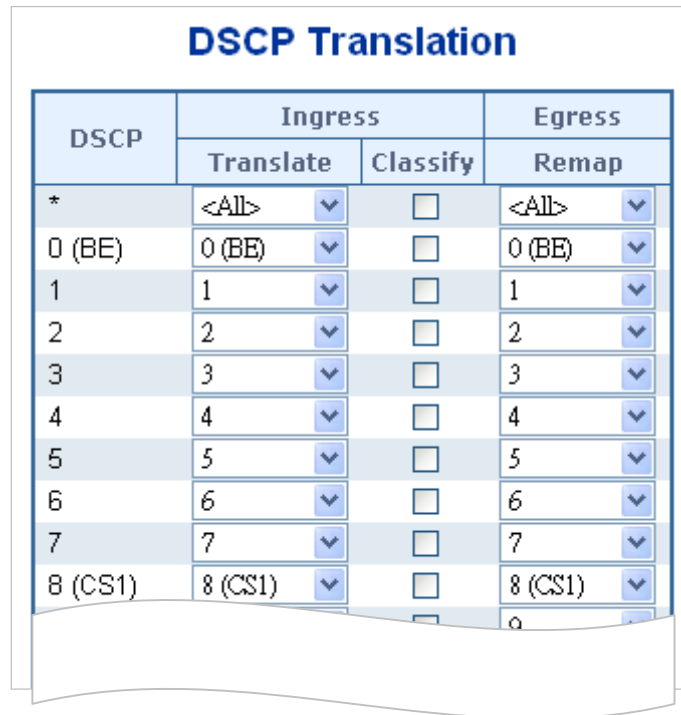 DSCP Translation
DSCP Ingress Egress
Translate Classify Remap
* <All> <All>
0 (BE) 0 (BE) 0 (BE)
1 1 1
2 2 2
3 3 3
4 4 4
5 5 5
6 6 6
7 7 7
8 (CS1) 8 (CS1) 8 (CS1)